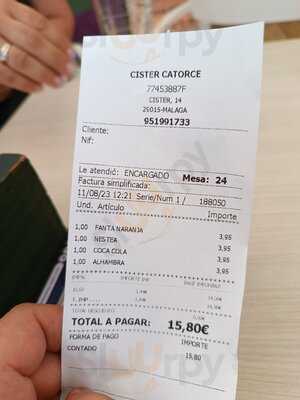 CISTER CATORCE
77453887F
CISTER, 14
29015-MALAGA
951991733
Cliente:
Nif:
Le atendió: ENCARGADO Mesa: 24
Factura simplificada:
11/08/23 12:21 Serie/Num 1 / 188050
Und. Artículo Importe
1,00 FANTA NARANJA 3,95
1,00 NESTEA 3,95
1,00 COCA COLA 3,95
1,00 ALHAMBRA 3,95
TOTAL DESCUENTO
TOTAL A PAGAR: 15,80€
FORMA DE PAGO IMPORTE
CONTADO 15,80